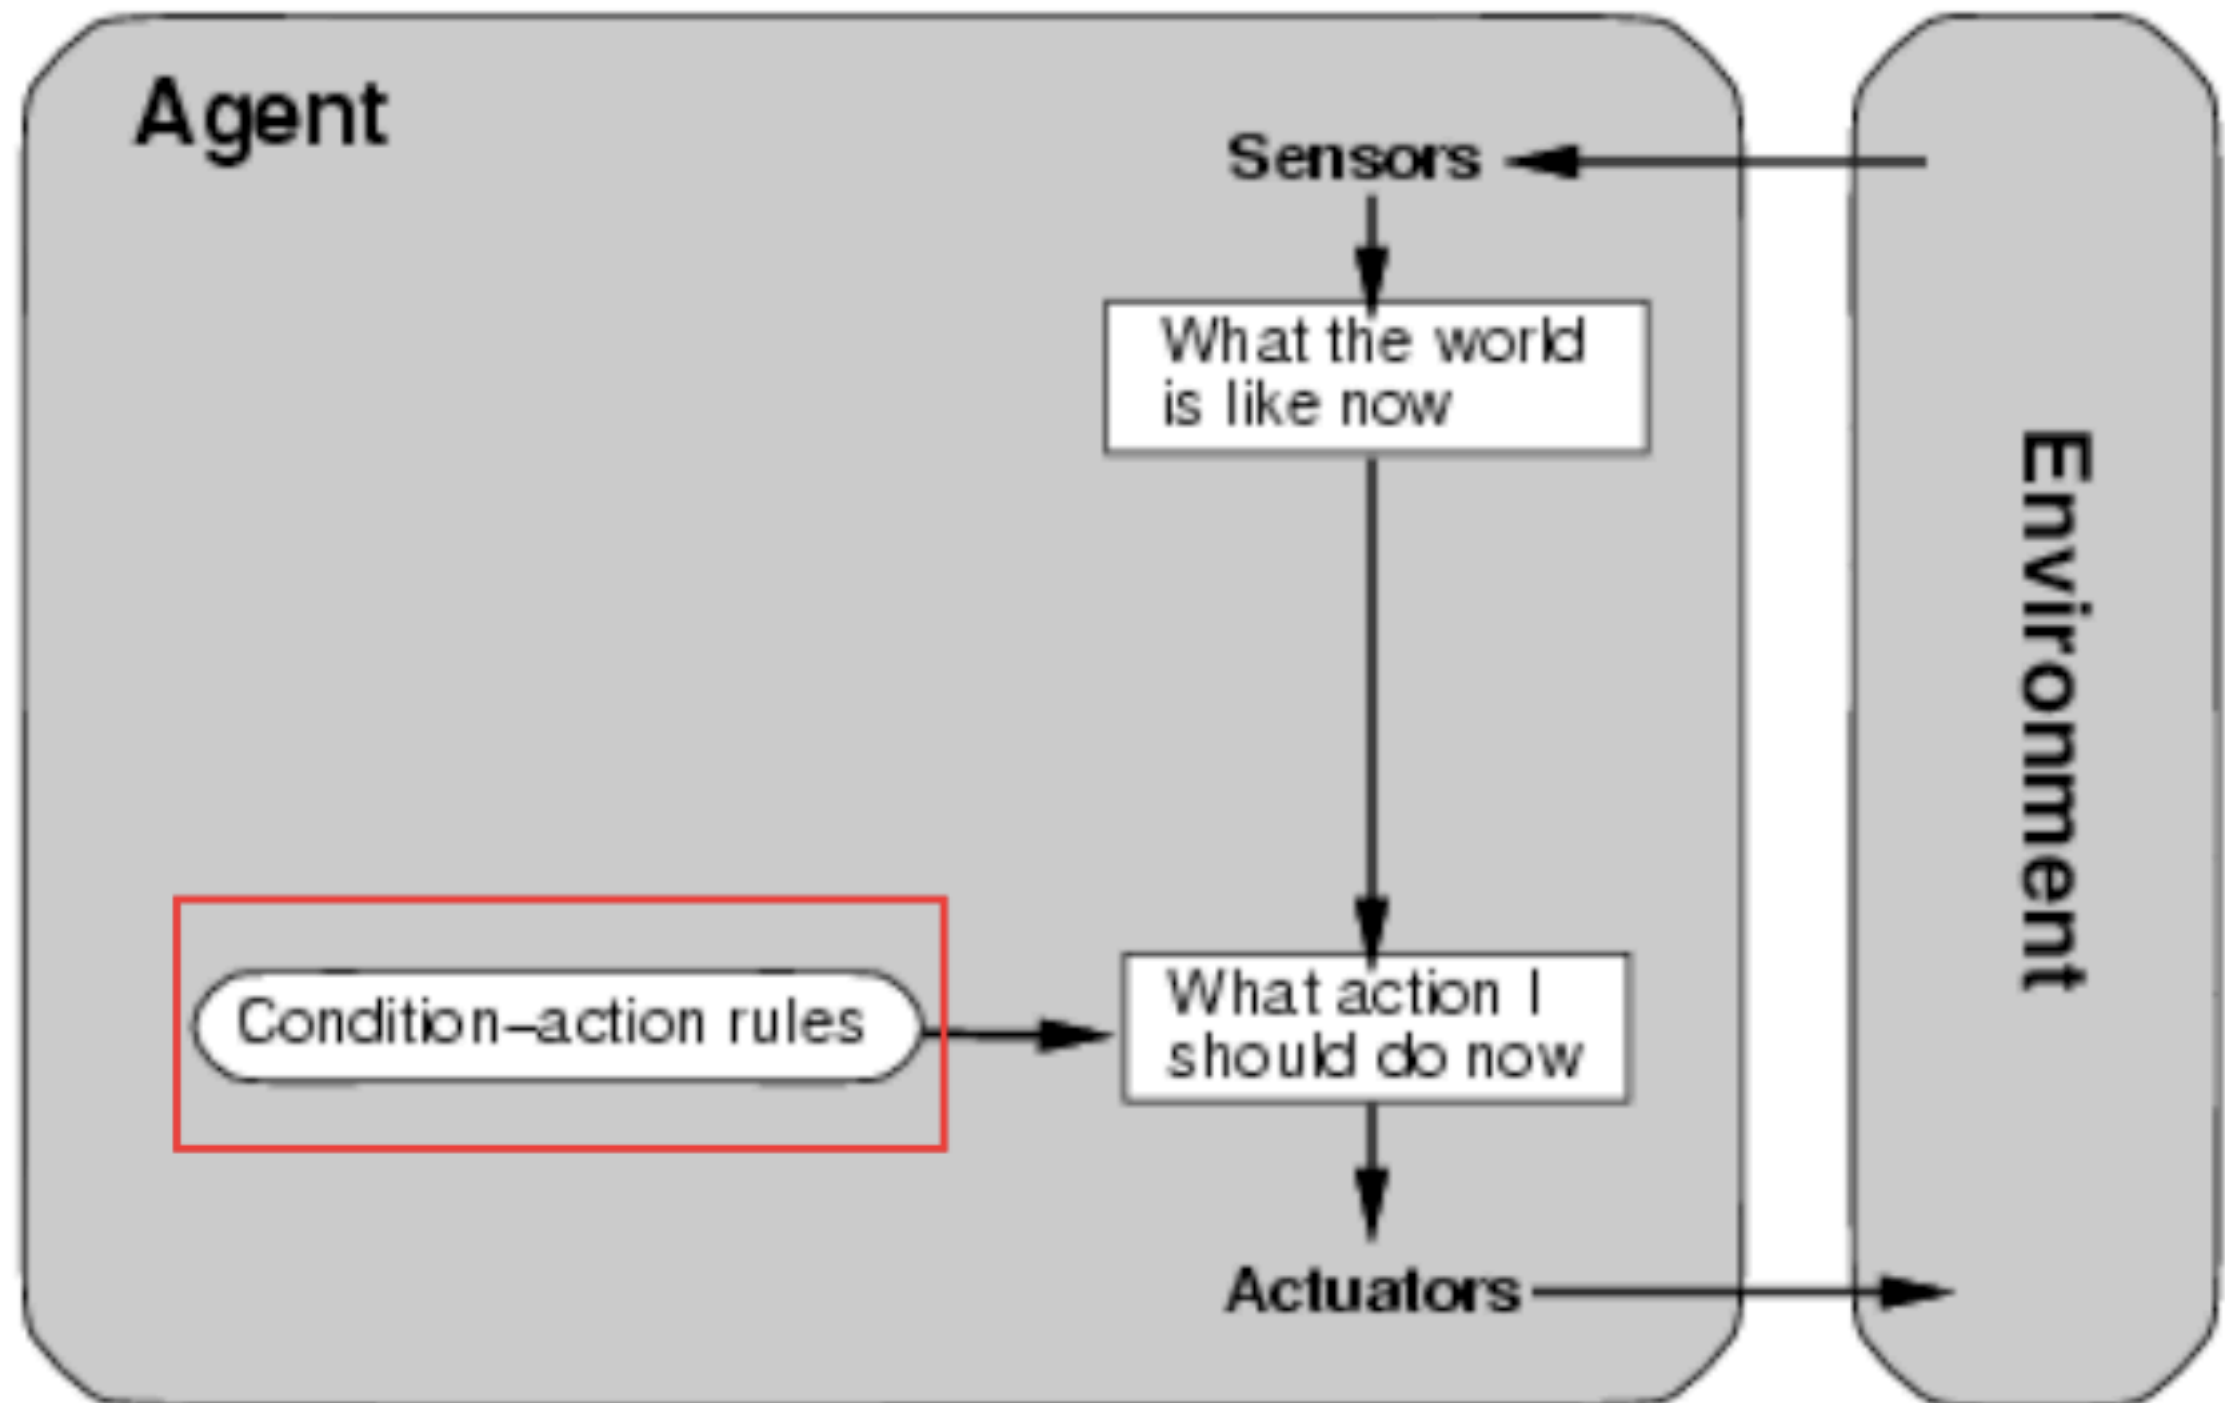 Agent
Sensors
What the world
is like now
Environment
Condition–action rules
What action I
should do now
Actuators